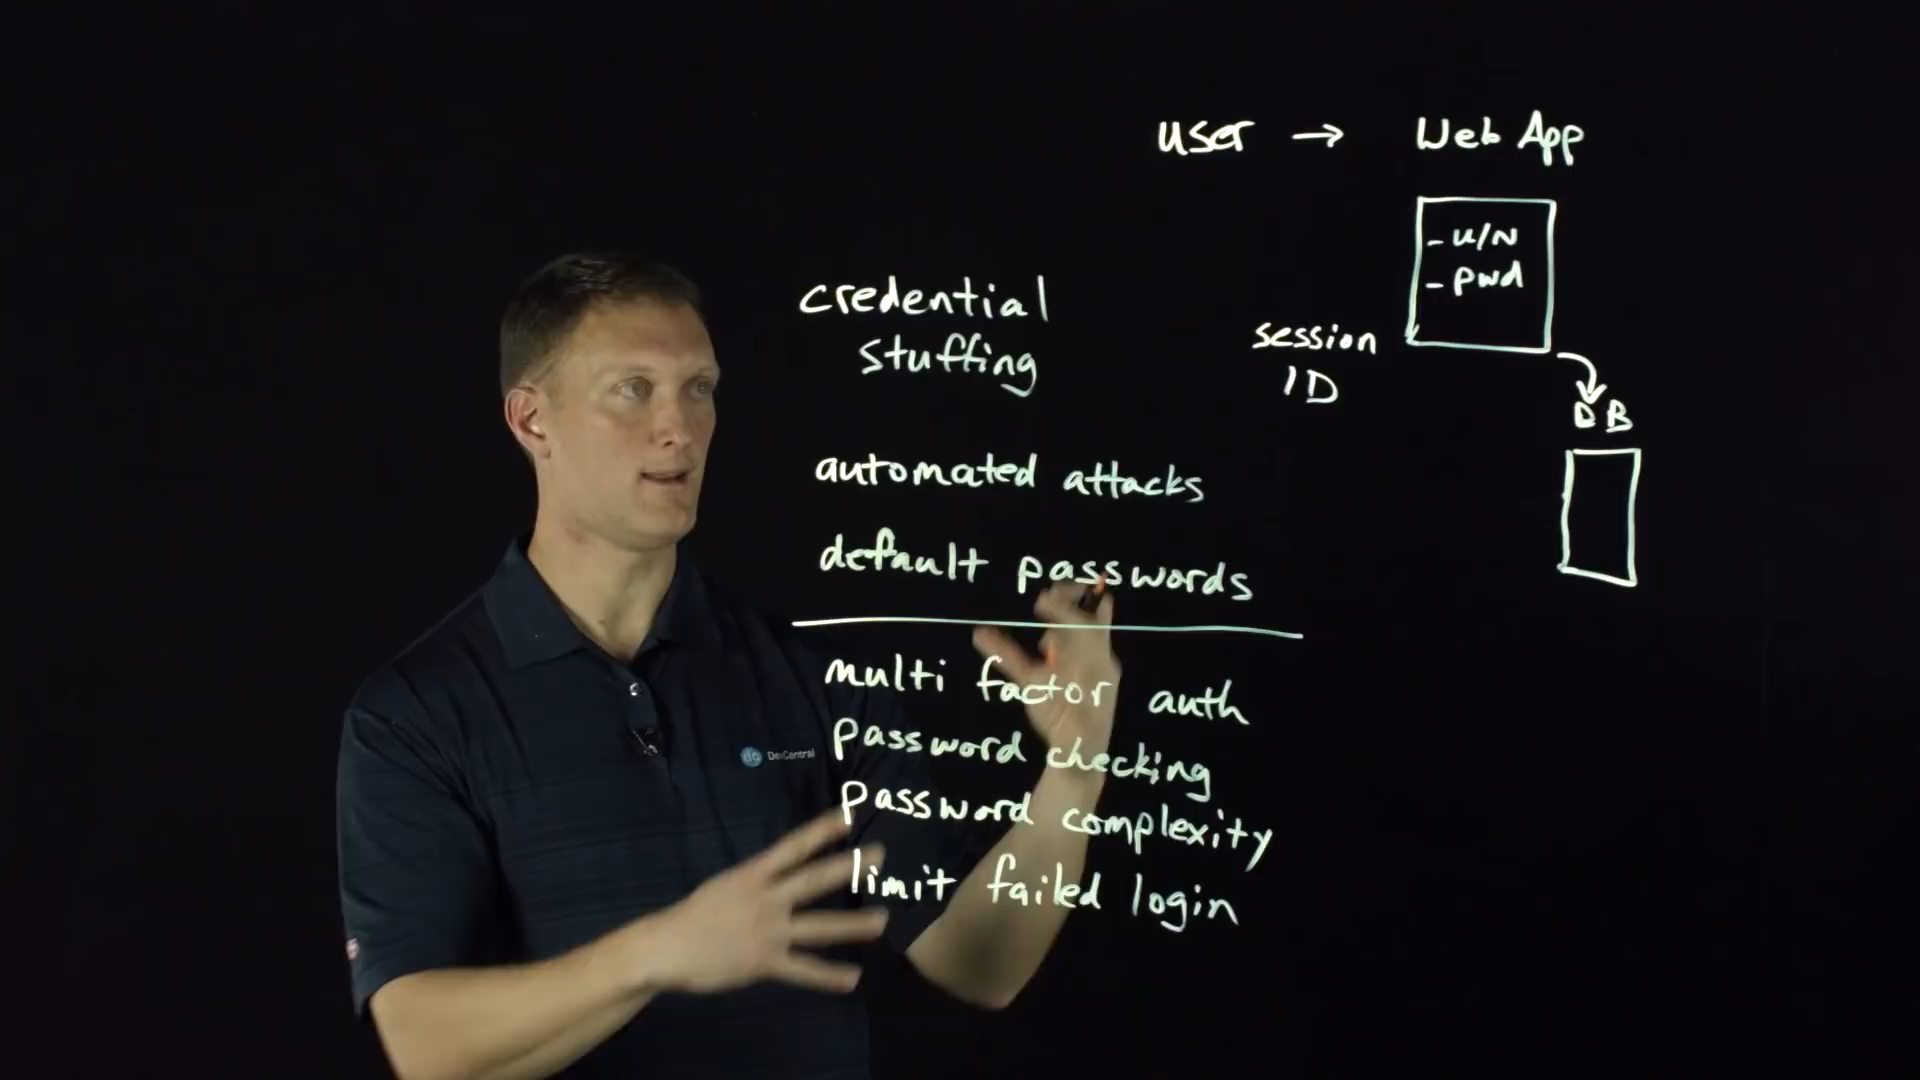 user → Web App
- u/N
- pwd
session
ID
DB
credential
stuffing
automated attacks
default passwords
multi factor auth
password checking
password complexity
limit failed login
DevCentral